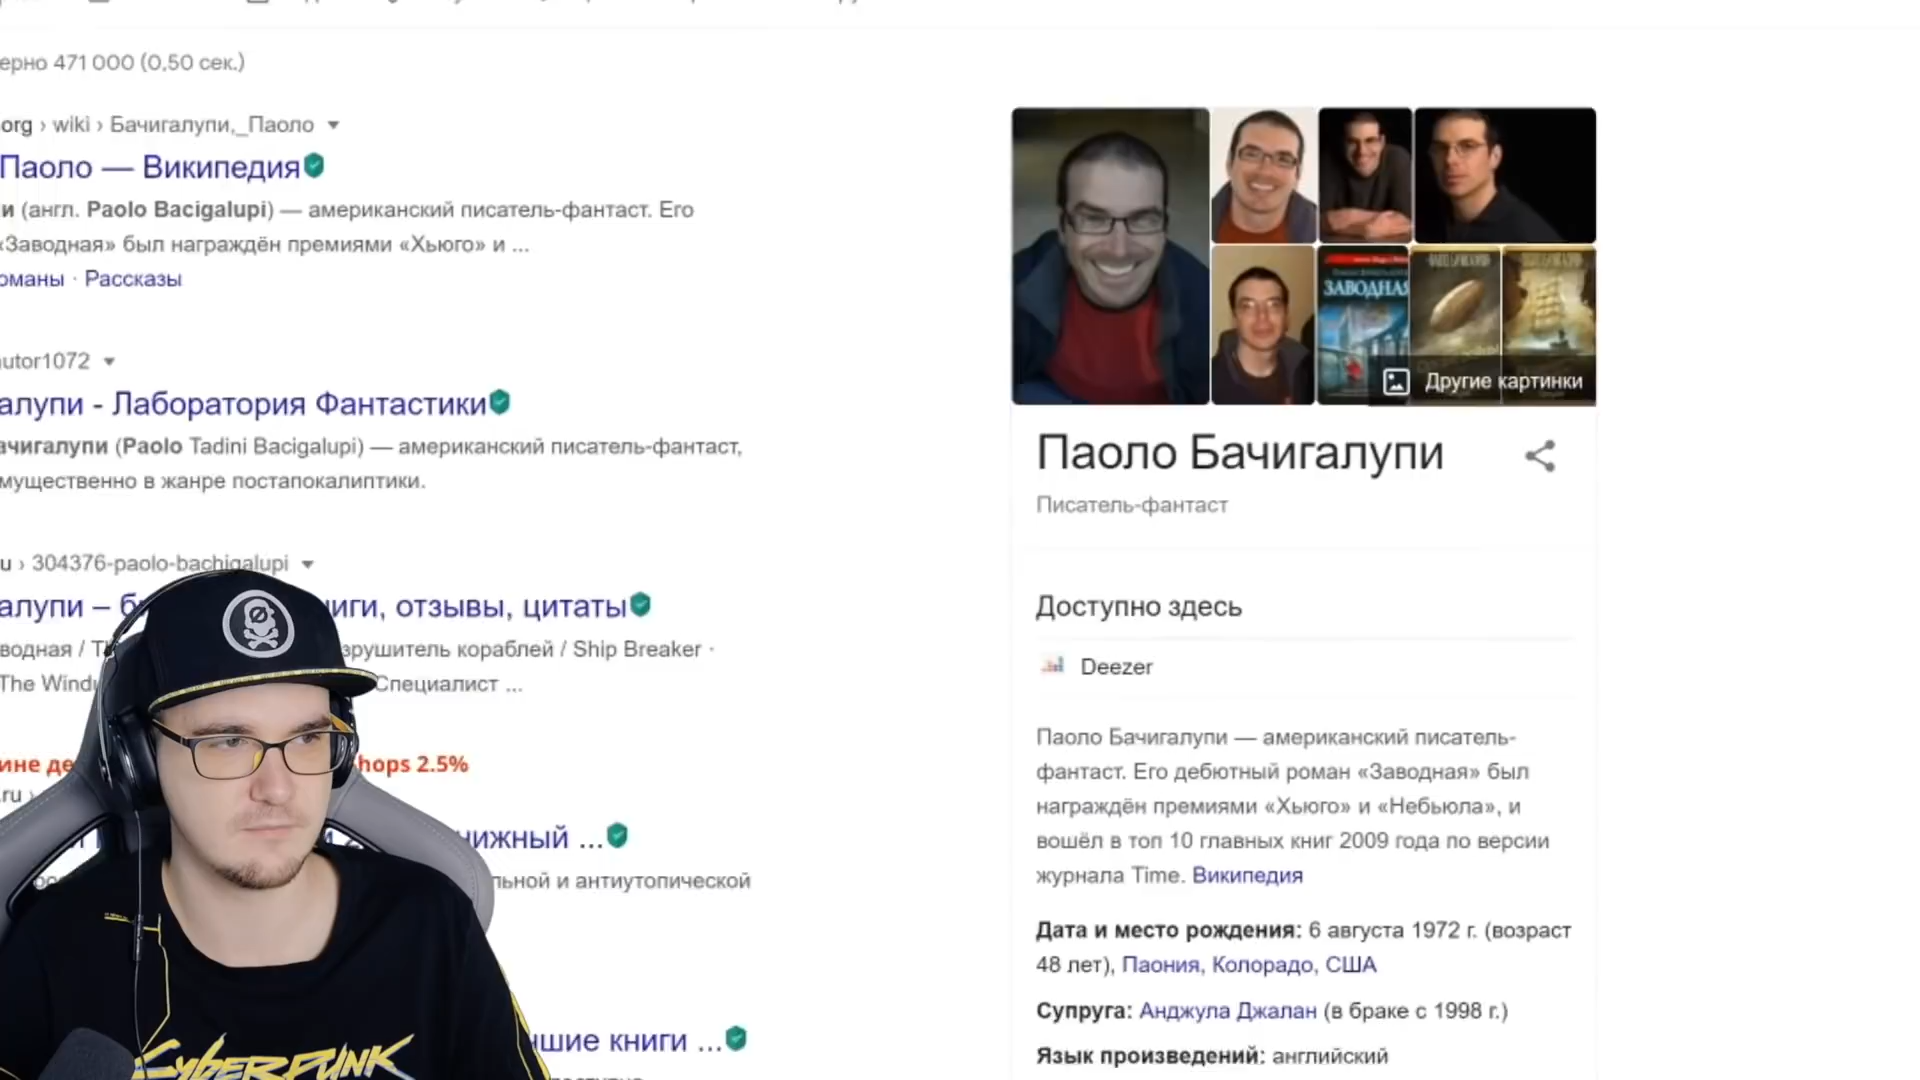 ерно 471 000 (0,50 сек.)
org › wiki › Бачигалупи,_Паоло
Паоло — Википедия
и (англ. Paolo Bacigalupi) — американский писатель-фантаст. Его
«Заводная» был награждён премиями «Хьюго» и ...
оманы · Рассказы
autor1072
алупи - Лаборатория Фантастики
ачигалупи (Paolo Tadini Bacigalupi) — американский писатель-фантаст,
мущественно в жанре постапокалиптики.
u › 304376-paolo-bachigalupi
алупи – б иги, отзывы, цитаты
водная / Th зрушитель кораблей / Ship Breaker ·
The Windu Специалист ...
ине де hops 2.5%
.ru ›
нижный ...
льной и антиутопической
чшие книги ...
CYBERPUNK
ЗАВОДНАЯ
Другие картинки
Паоло Бачигалупи
Писатель-фантаст
Доступно здесь
Deezer
Паоло Бачигалупи — американский писатель-
фантаст. Его дебютный роман «Заводная» был
награждён премиями «Хьюго» и «Небьюла», и
вошёл в топ 10 главных книг 2009 года по версии
журнала Time. Википедия
Дата и место рождения: 6 августа 1972 г. (возраст
48 лет), Паония, Колорадо, США
Супруга: Анджула Джалан (в браке с 1998 г.)
Язык произведений: английский